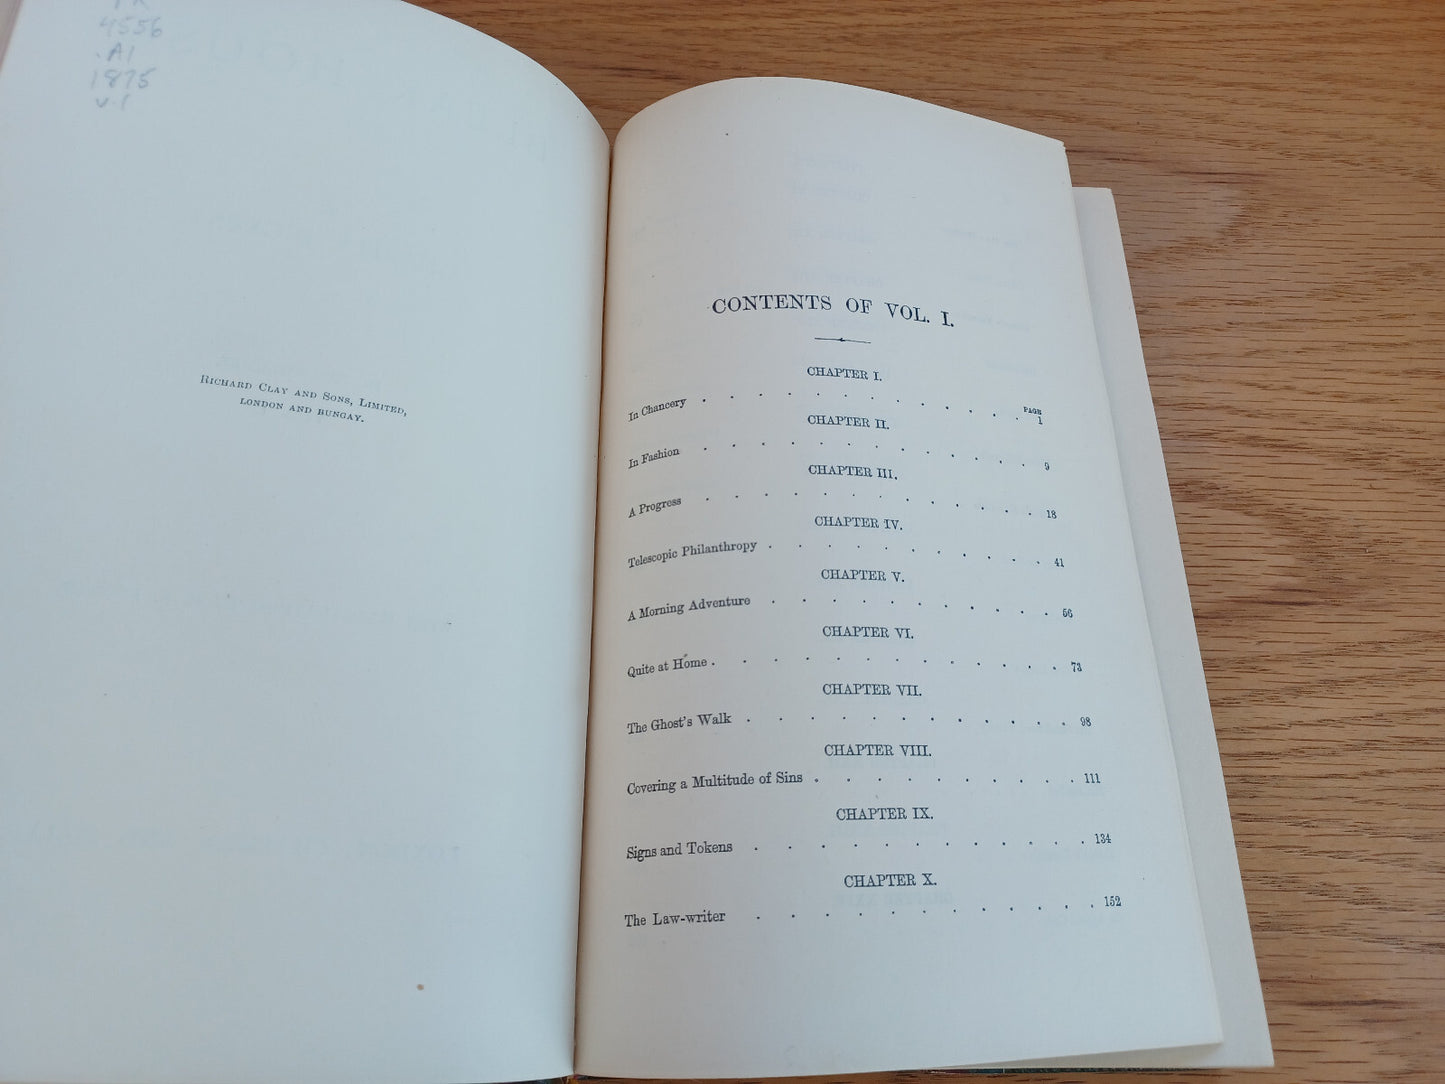 4556
.A1
1875
v.1
RICHARD CLAY AND SONS, LIMITED,
LONDON AND BUNGAY.
CONTENTS OF VOL. I.
CHAPTER I.
PAGE
In Chancery . . . . . . . . . . . . 1
CHAPTER II.
In Fashion . . . . . . . . . . . . 9
CHAPTER III.
A Progress . . . . . . . . . . . . 18
CHAPTER IV.
Telescopic Philanthropy . . . . . . . . . . 41
CHAPTER V.
A Morning Adventure . . . . . . . . . . 56
CHAPTER VI.
Quite at Home . . . . . . . . . . . . 73
CHAPTER VII.
The Ghost's Walk . . . . . . . . . . . 98
CHAPTER VIII.
Covering a Multitude of Sins . . . . . . . . . 111
CHAPTER IX.
Signs and Tokens . . . . . . . . . . . 134
CHAPTER X.
The Law-writer . . . . . . . . . . . 152